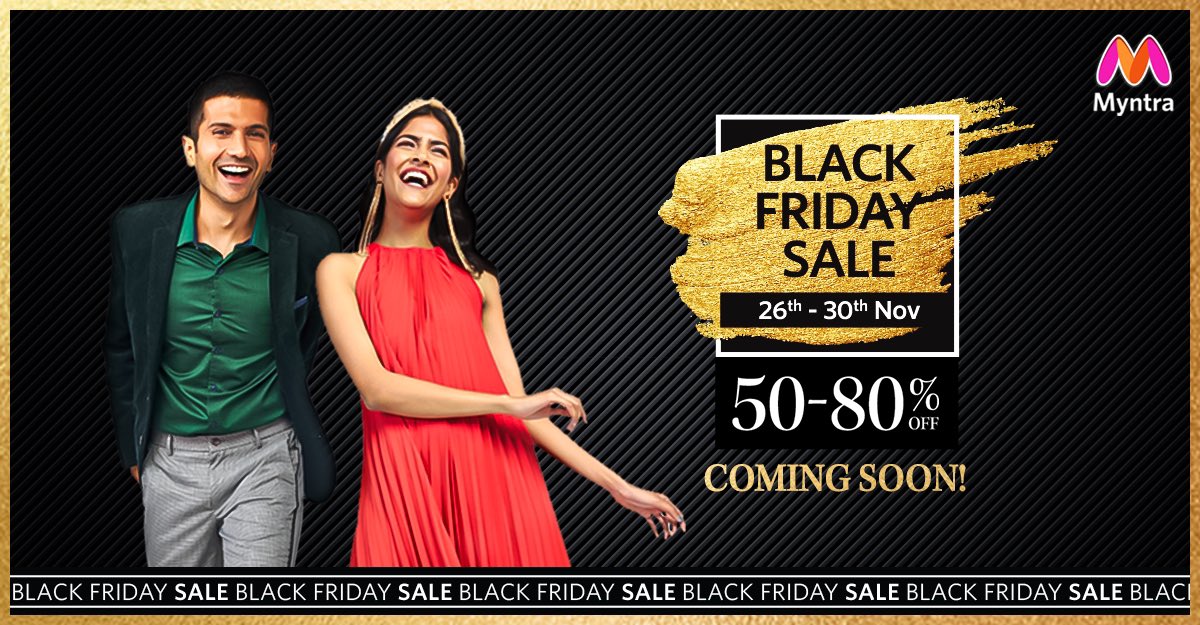 Myntra
BLACK
FRIDAY
SALE
26th - 30th Nov
50-80% OFF
COMING SOON!
BLACK FRIDAY SALE BLACK FRIDAY SALE BLACK FRIDAY SALE BLACK FRIDAY SALE BLACK FRIDAY SALE BLAC